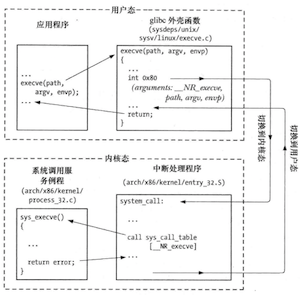 用户态
应用程序
...
execve(path,
argv, envp);
...
glibc 外壳函数
(sysdeps/unix/
sysv/linux/execve.c)
execve(path, argv, envp)
{
...
int 0x80
(arguments: __NR_execve,
path, argv, envp)
...
return;
}
切换到内核态
切换到用户态
内核态
系统调用服
务例程
(arch/x86/kernel/
process_32.c)
sys_execve()
{
...
return error;
}
中断处理程序
(arch/x86/kernel/entry_32.S)
system_call:
...
call sys_call_table
[__NR_execve]
...